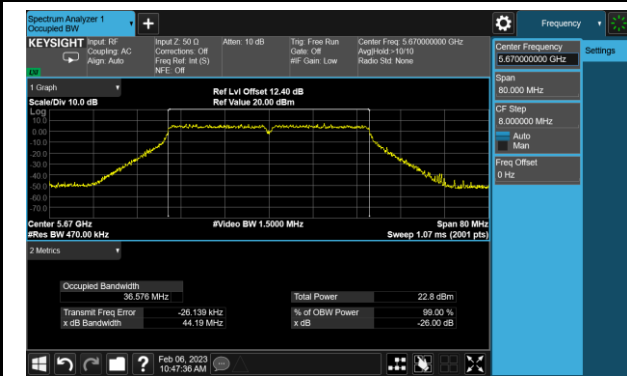 Spectrum Analyzer 1
Occupied BW
Frequency
KEYSIGHT
Input: RF
Coupling: AC
Align: Auto
Input Z: 50 Ω
Corrections: Off
Freq Ref: Int (S)
NFE: Off
Atten: 10 dB
Trig: Free Run
Gate: Off
#IF Gain: Low
Center Freq: 5.670000000 GHz
Avg|Hold:>10/10
Radio Std: None
LXI
Center Frequency
5.670000000 GHz
Settings
Span
80.000 MHz
CF Step
8.000000 MHz
Auto
Man
Freq Offset
0 Hz
1 Graph
Scale/Div 10.0 dB
Ref Lvl Offset 12.40 dB
Ref Value 20.00 dBm
Log
10.0
0.00
-10.0
-20.0
-30.0
-40.0
-50.0
-60.0
-70.0
Center 5.67 GHz
#Video BW 1.5000 MHz
Span 80 MHz
#Res BW 470.00 kHz
Sweep 1.07 ms (2001 pts)
2 Metrics
Occupied Bandwidth
36.576 MHz
Total Power 22.8 dBm
Transmit Freq Error -26.139 kHz
% of OBW Power 99.00 %
x dB Bandwidth 44.19 MHz
x dB -26.00 dB
?
Feb 06, 2023
10:47:36 AM